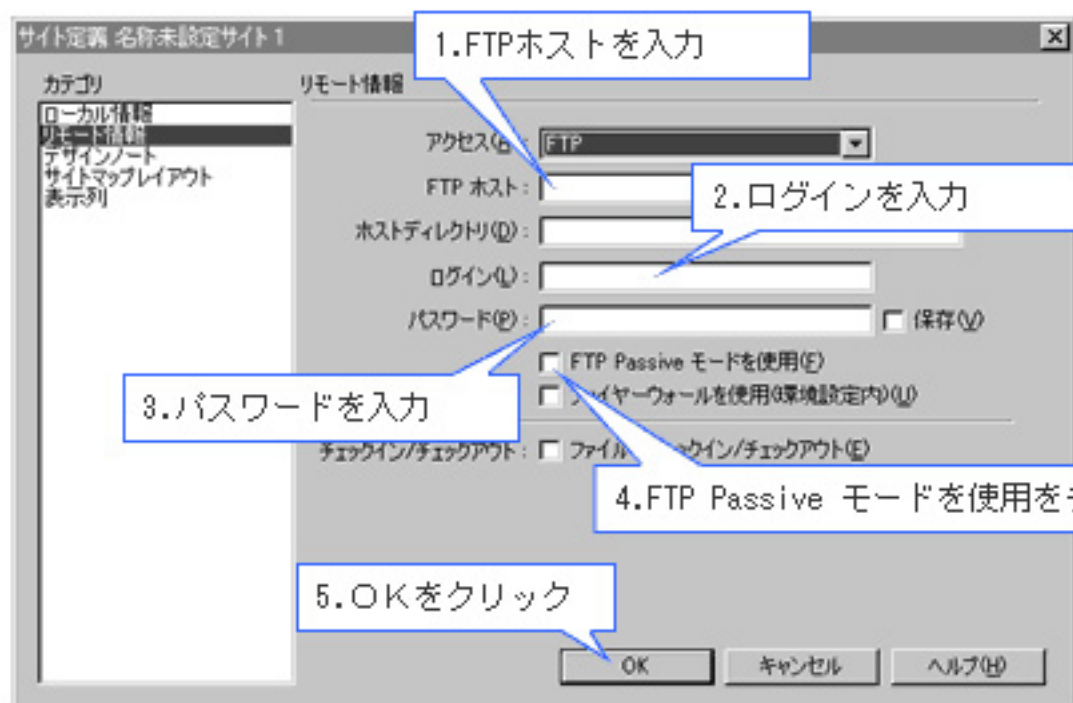 サイト定義 名称未設定サイト 1
1.FTPホストを入力
カテゴリ
リモート情報
ローカル情報
リモート情報
デザインノート
サイトマップレイアウト
表示列
アクセス(A): FTP
FTP ホスト:
2.ログインを入力
ホストディレクトリ(D):
ログイン(L):
パスワード(P):
保存(V)
FTP Passive モードを使用(F)
3.パスワードを入力
ファイヤーウォールを使用(環境設定内)(U)
チェックイン/チェックアウト:
ファイル チェックイン/チェックアウト(E)
4.FTP Passive モードを使用を
5.OKをクリック
OK
キャンセル
ヘルプ(H)